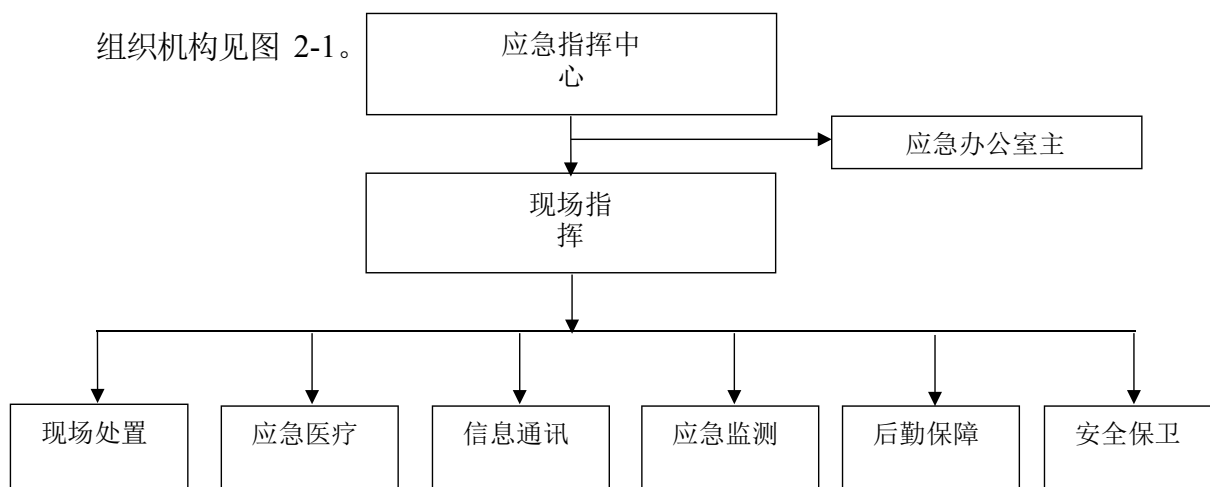 组织机构见图 2-1。
应急指挥中
心
应急办公室主
现场指
挥
现场处置
应急医疗
信息通讯
应急监测
后勤保障
安全保卫